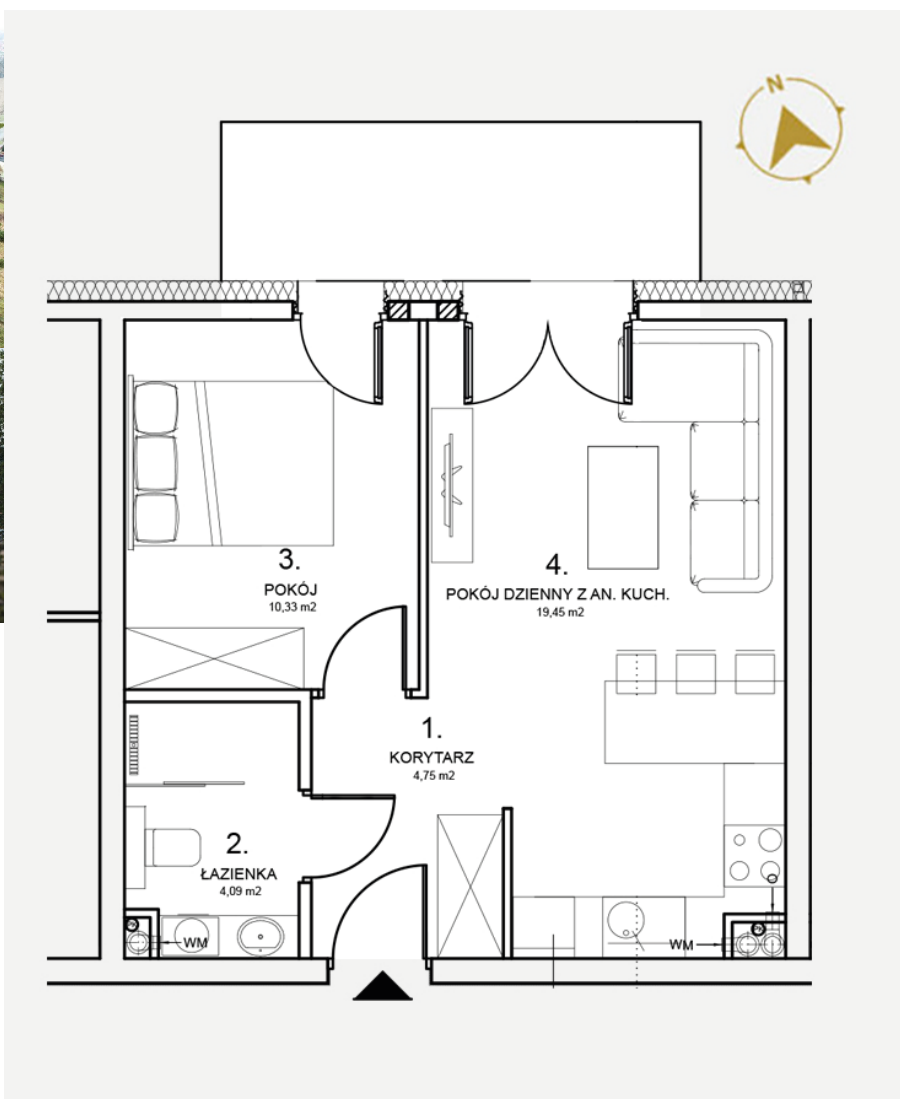 N
3.
POKÓJ
10,33 m2
4.
POKÓJ DZIENNY Z AN. KUCH.
19,45 m2
1.
KORYTARZ
4,75 m2
2.
ŁAZIENKA
4,09 m2
WM
WM